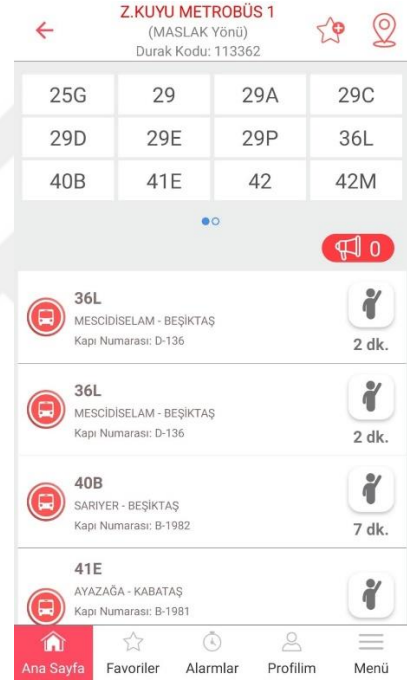 Z.KUYU METROBÜS 1
(MASLAK Yönü)
Durak Kodu: 113362
25G 29 29A 29C
29D 29E 29P 36L
40B 41E 42 42M
0
36L
MESCİDİSELAM - BEŞİKTAŞ
Kapı Numarası: D-136
2 dk.
36L
MESCİDİSELAM - BEŞİKTAŞ
Kapı Numarası: D-136
2 dk.
40B
SARIYER - BEŞİKTAŞ
Kapı Numarası: B-1982
7 dk.
41E
AYAZAĞA - KABATAŞ
Kapı Numarası: B-1981
Ana Sayfa Favoriler Alarmlar Profilim Menü